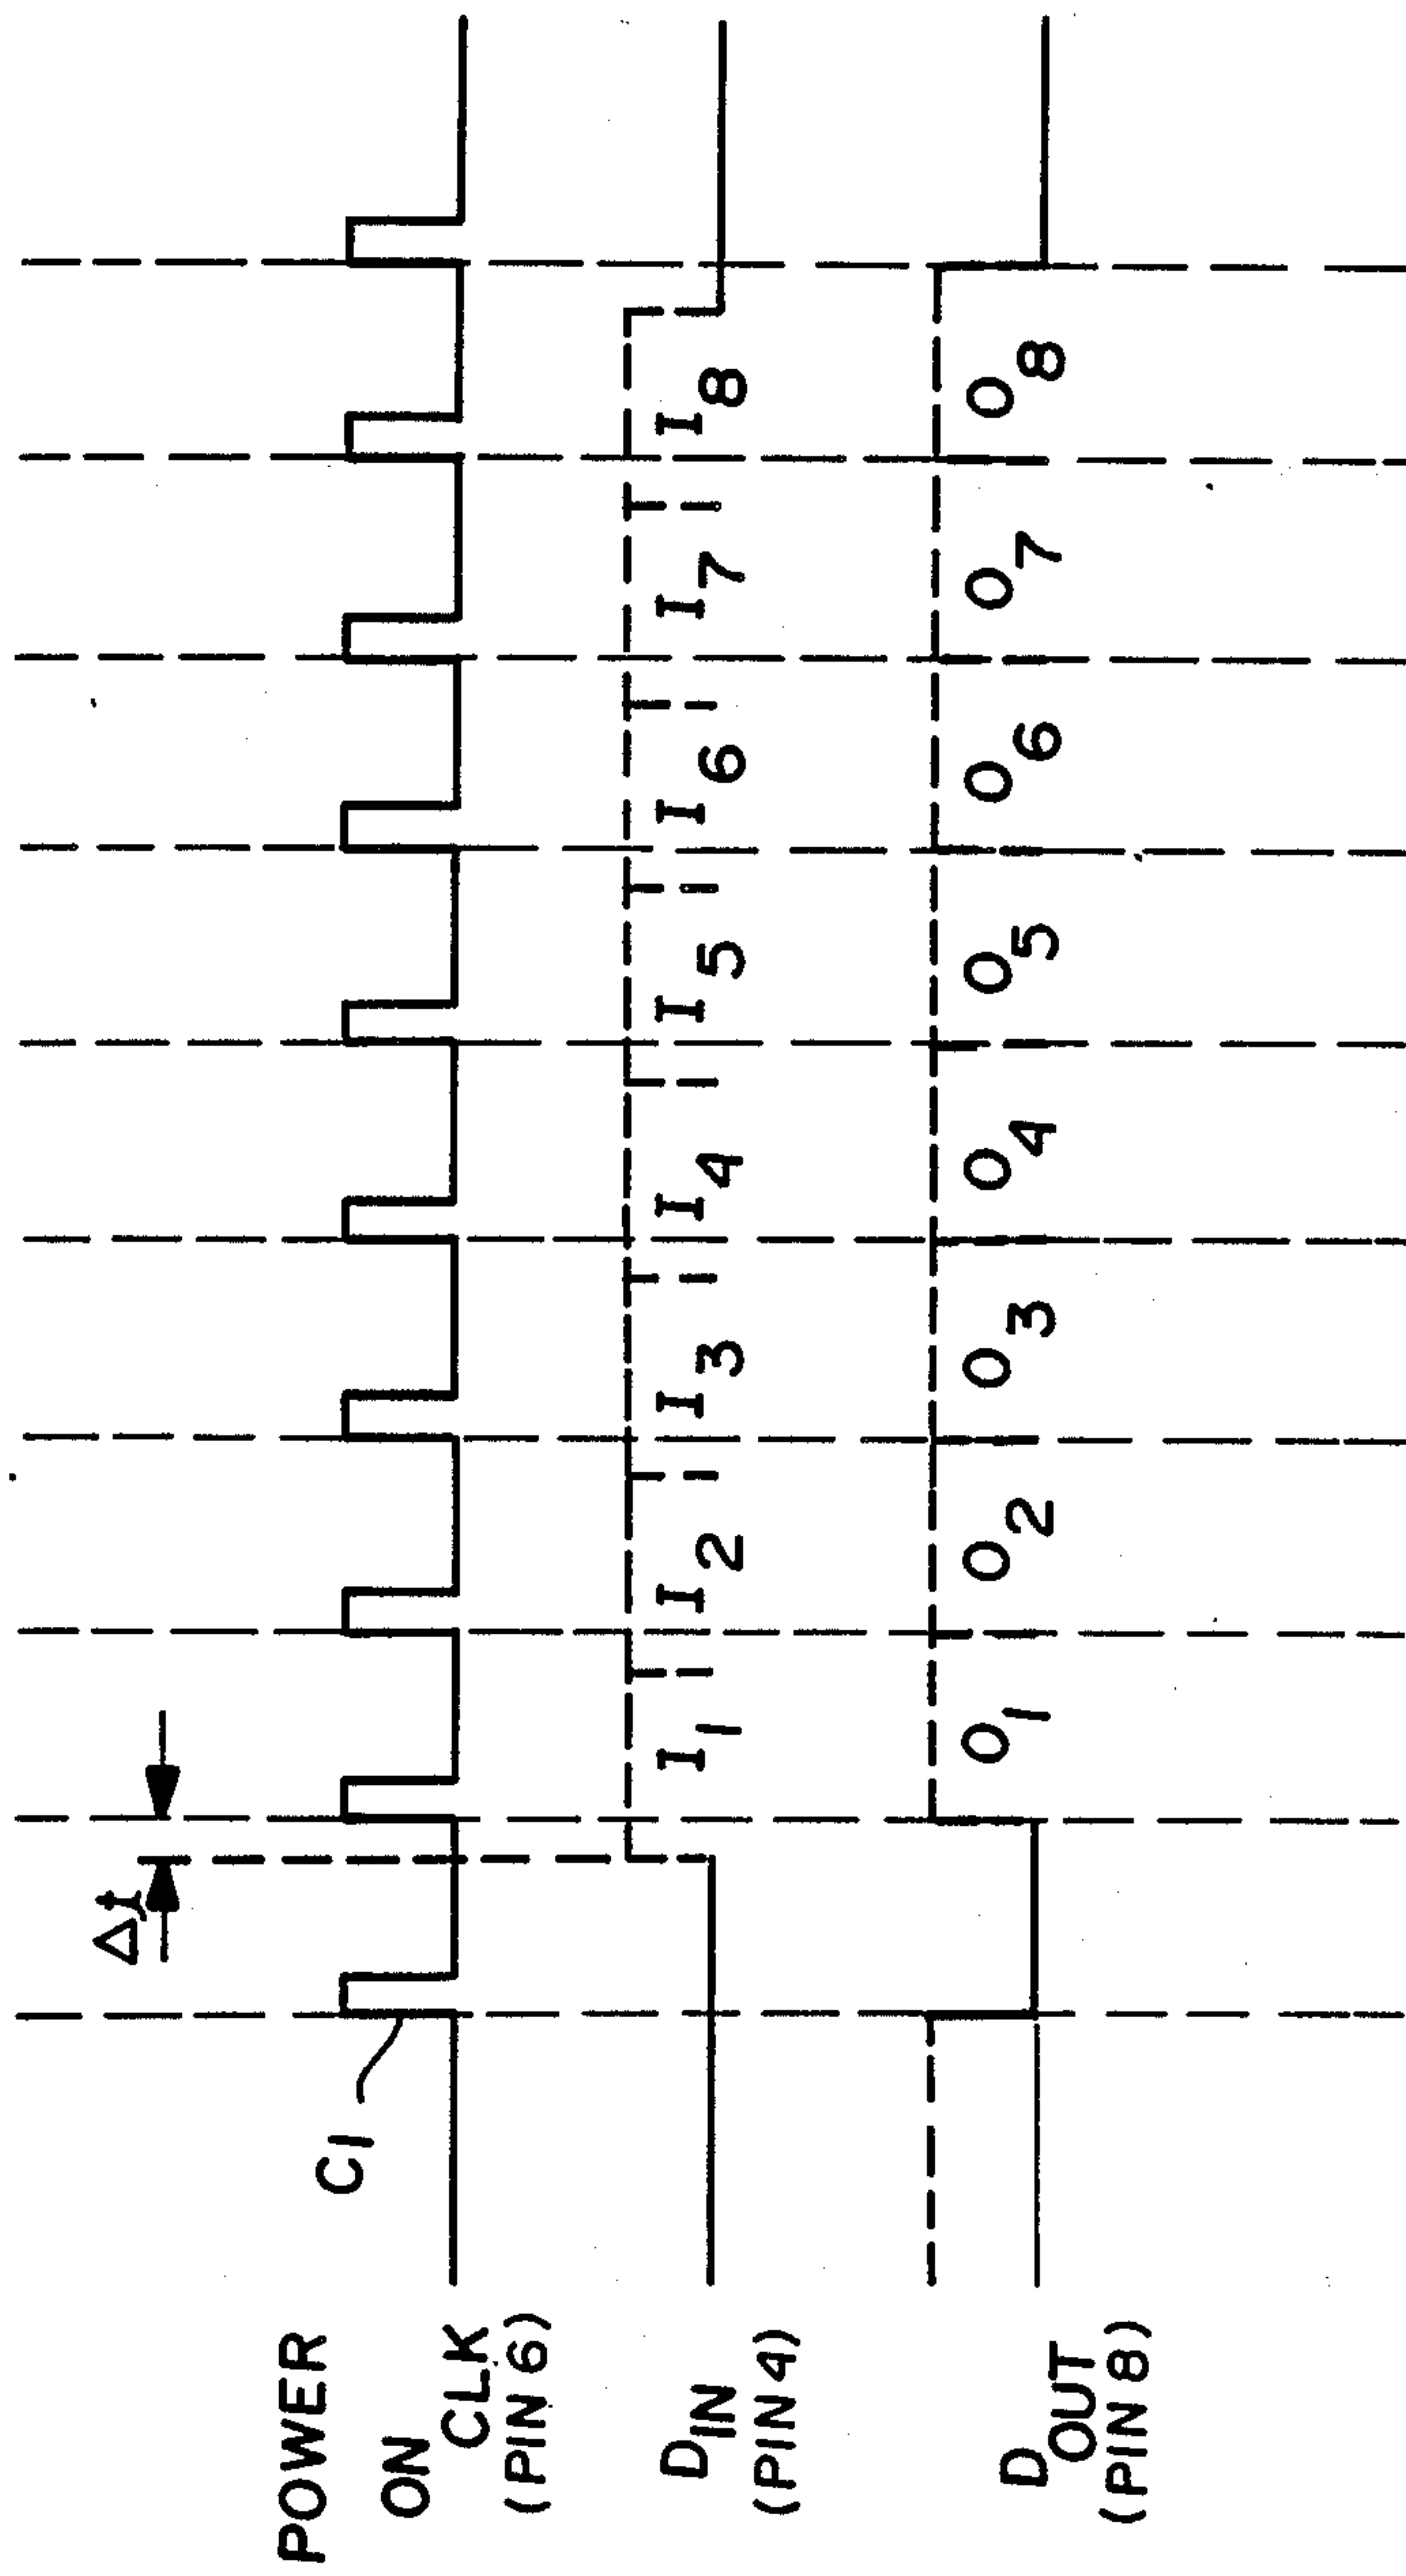 Δt
C1
POWER
ON
CLK
(PIN 6)
DIN
(PIN 4)
I1 I2 I3 I4 I5 I6 I7 I8
DOUT
(PIN 8)
O1 O2 O3 O4 O5 O6 O7 O8